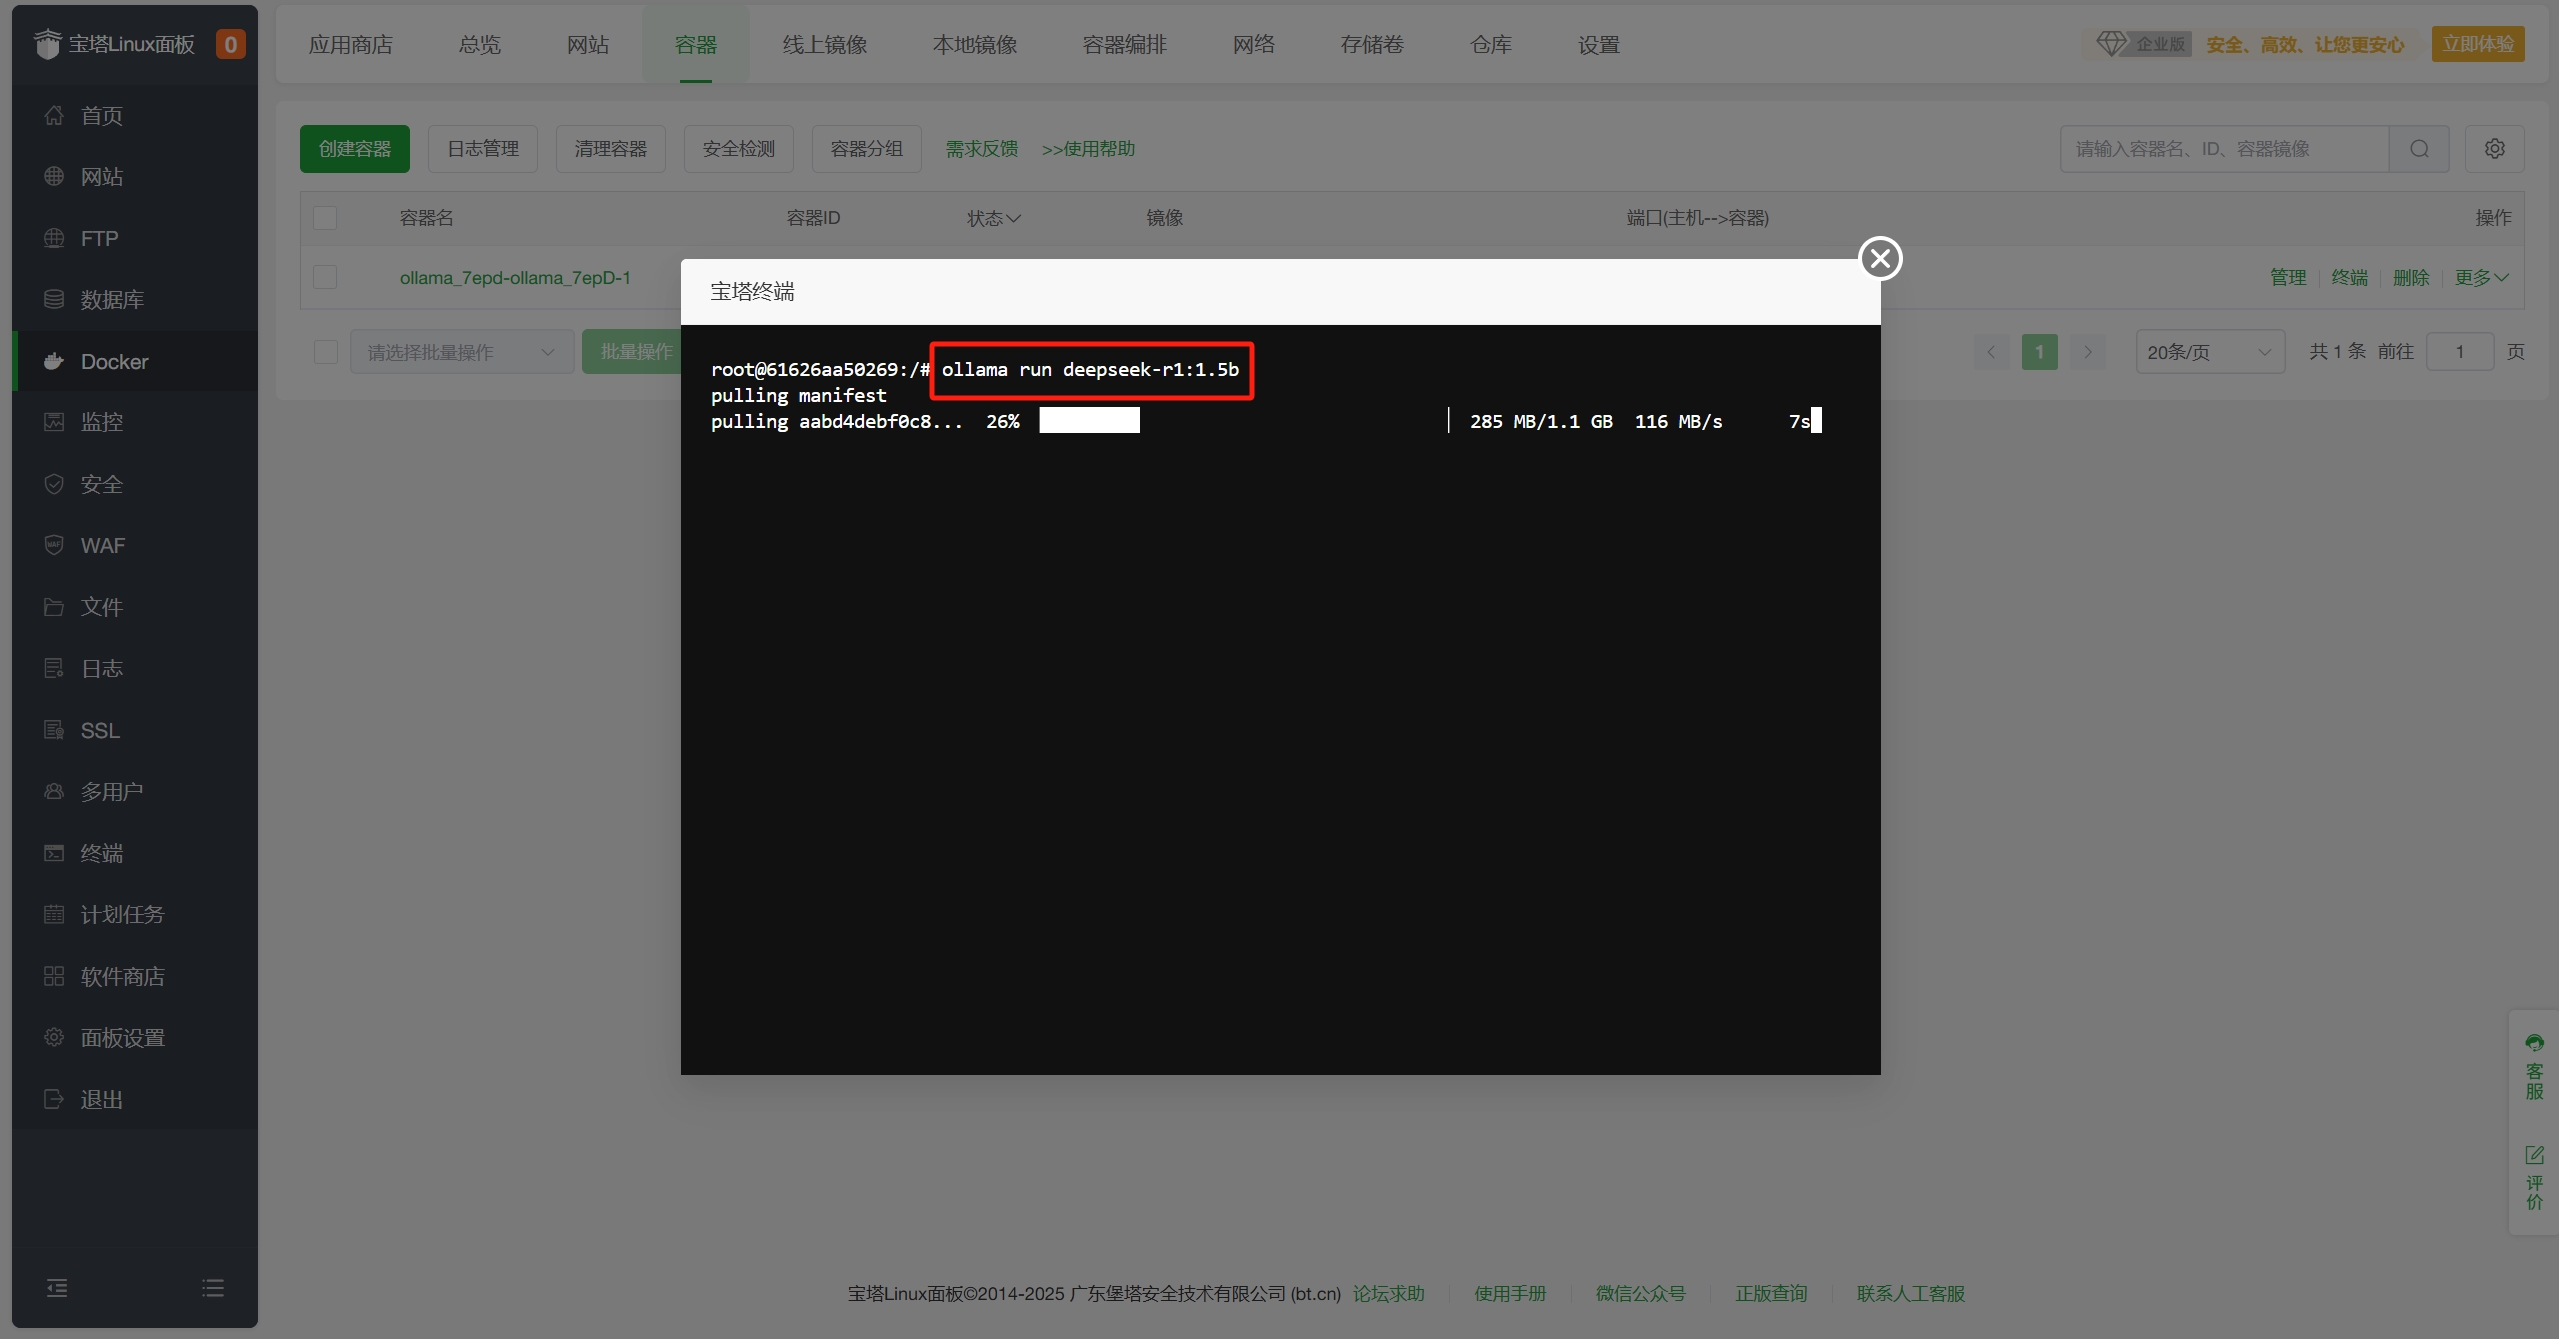 宝塔Linux面板 0
首页
网站
FTP
数据库
Docker
监控
安全
WAF
文件
日志
SSL
多用户
终端
计划任务
软件商店
面板设置
退出
应用商店 总览 网站 容器 线上镜像 本地镜像 容器编排 网络 存储卷 仓库 设置 企业版 安全、高效、让您更安心 立即体验
创建容器 日志管理 清理容器 安全检测 容器分组 需求反馈 >>使用帮助 请输入容器名、ID、容器镜像
容器名 容器ID 状态 镜像 端口(主机-->容器) 操作
ollama_7epd-ollama_7epD-1 管理 终端 删除 更多
请选择批量操作 批量操作 1 20条/页 共 1 条 前往 1 页
宝塔终端
root@61626aa50269:/# ollama run deepseek-r1:1.5b
pulling manifest
pulling aabd4debf0c8... 26% 285 MB/1.1 GB 116 MB/s 7s
客服
评价
宝塔Linux面板©2014-2025 广东堡塔安全技术有限公司 (bt.cn) 论坛求助 使用手册 微信公众号 正版查询 联系人工客服